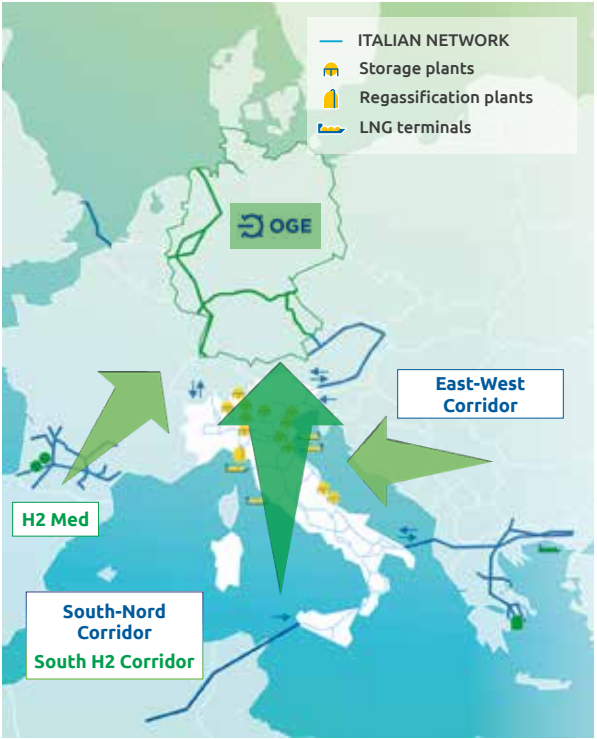 ITALIAN NETWORK
Storage plants
Regassification plants
LNG terminals
OGE
East-West
Corridor
H2 Med
South-Nord
Corridor
South H2 Corridor